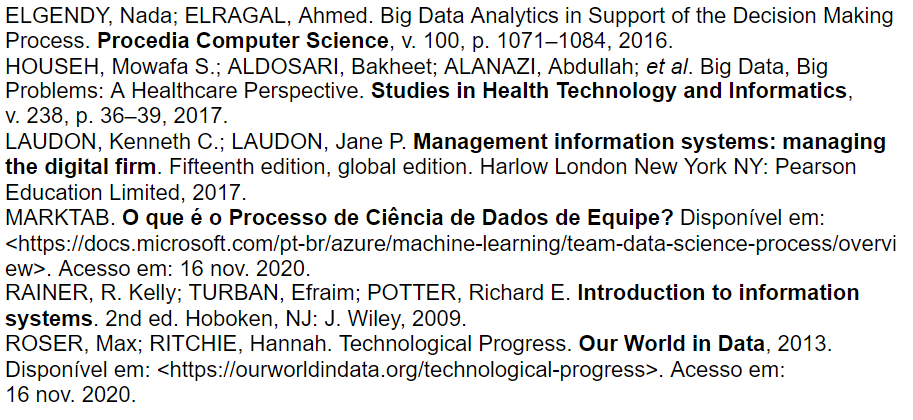 ELGENDY, Nada; ELRAGAL, Ahmed. Big Data Analytics in Support of the Decision Making
Process. Procedia Computer Science, v. 100, p. 1071–1084, 2016.
HOUSEH, Mowafa S.; ALDOSARI, Bakheet; ALANAZI, Abdullah; et al. Big Data, Big
Problems: A Healthcare Perspective. Studies in Health Technology and Informatics,
v. 238, p. 36–39, 2017.
LAUDON, Kenneth C.; LAUDON, Jane P. Management information systems: managing
the digital firm. Fifteenth edition, global edition. Harlow London New York NY: Pearson
Education Limited, 2017.
MARKTAB. O que é o Processo de Ciência de Dados de Equipe? Disponível em:
<https://docs.microsoft.com/pt-br/azure/machine-learning/team-data-science-process/overvi
ew>. Acesso em: 16 nov. 2020.
RAINER, R. Kelly; TURBAN, Efraim; POTTER, Richard E. Introduction to information
systems. 2nd ed. Hoboken, NJ: J. Wiley, 2009.
ROSER, Max; RITCHIE, Hannah. Technological Progress. Our World in Data, 2013.
Disponível em: <https://ourworldindata.org/technological-progress>. Acesso em:
16 nov. 2020.